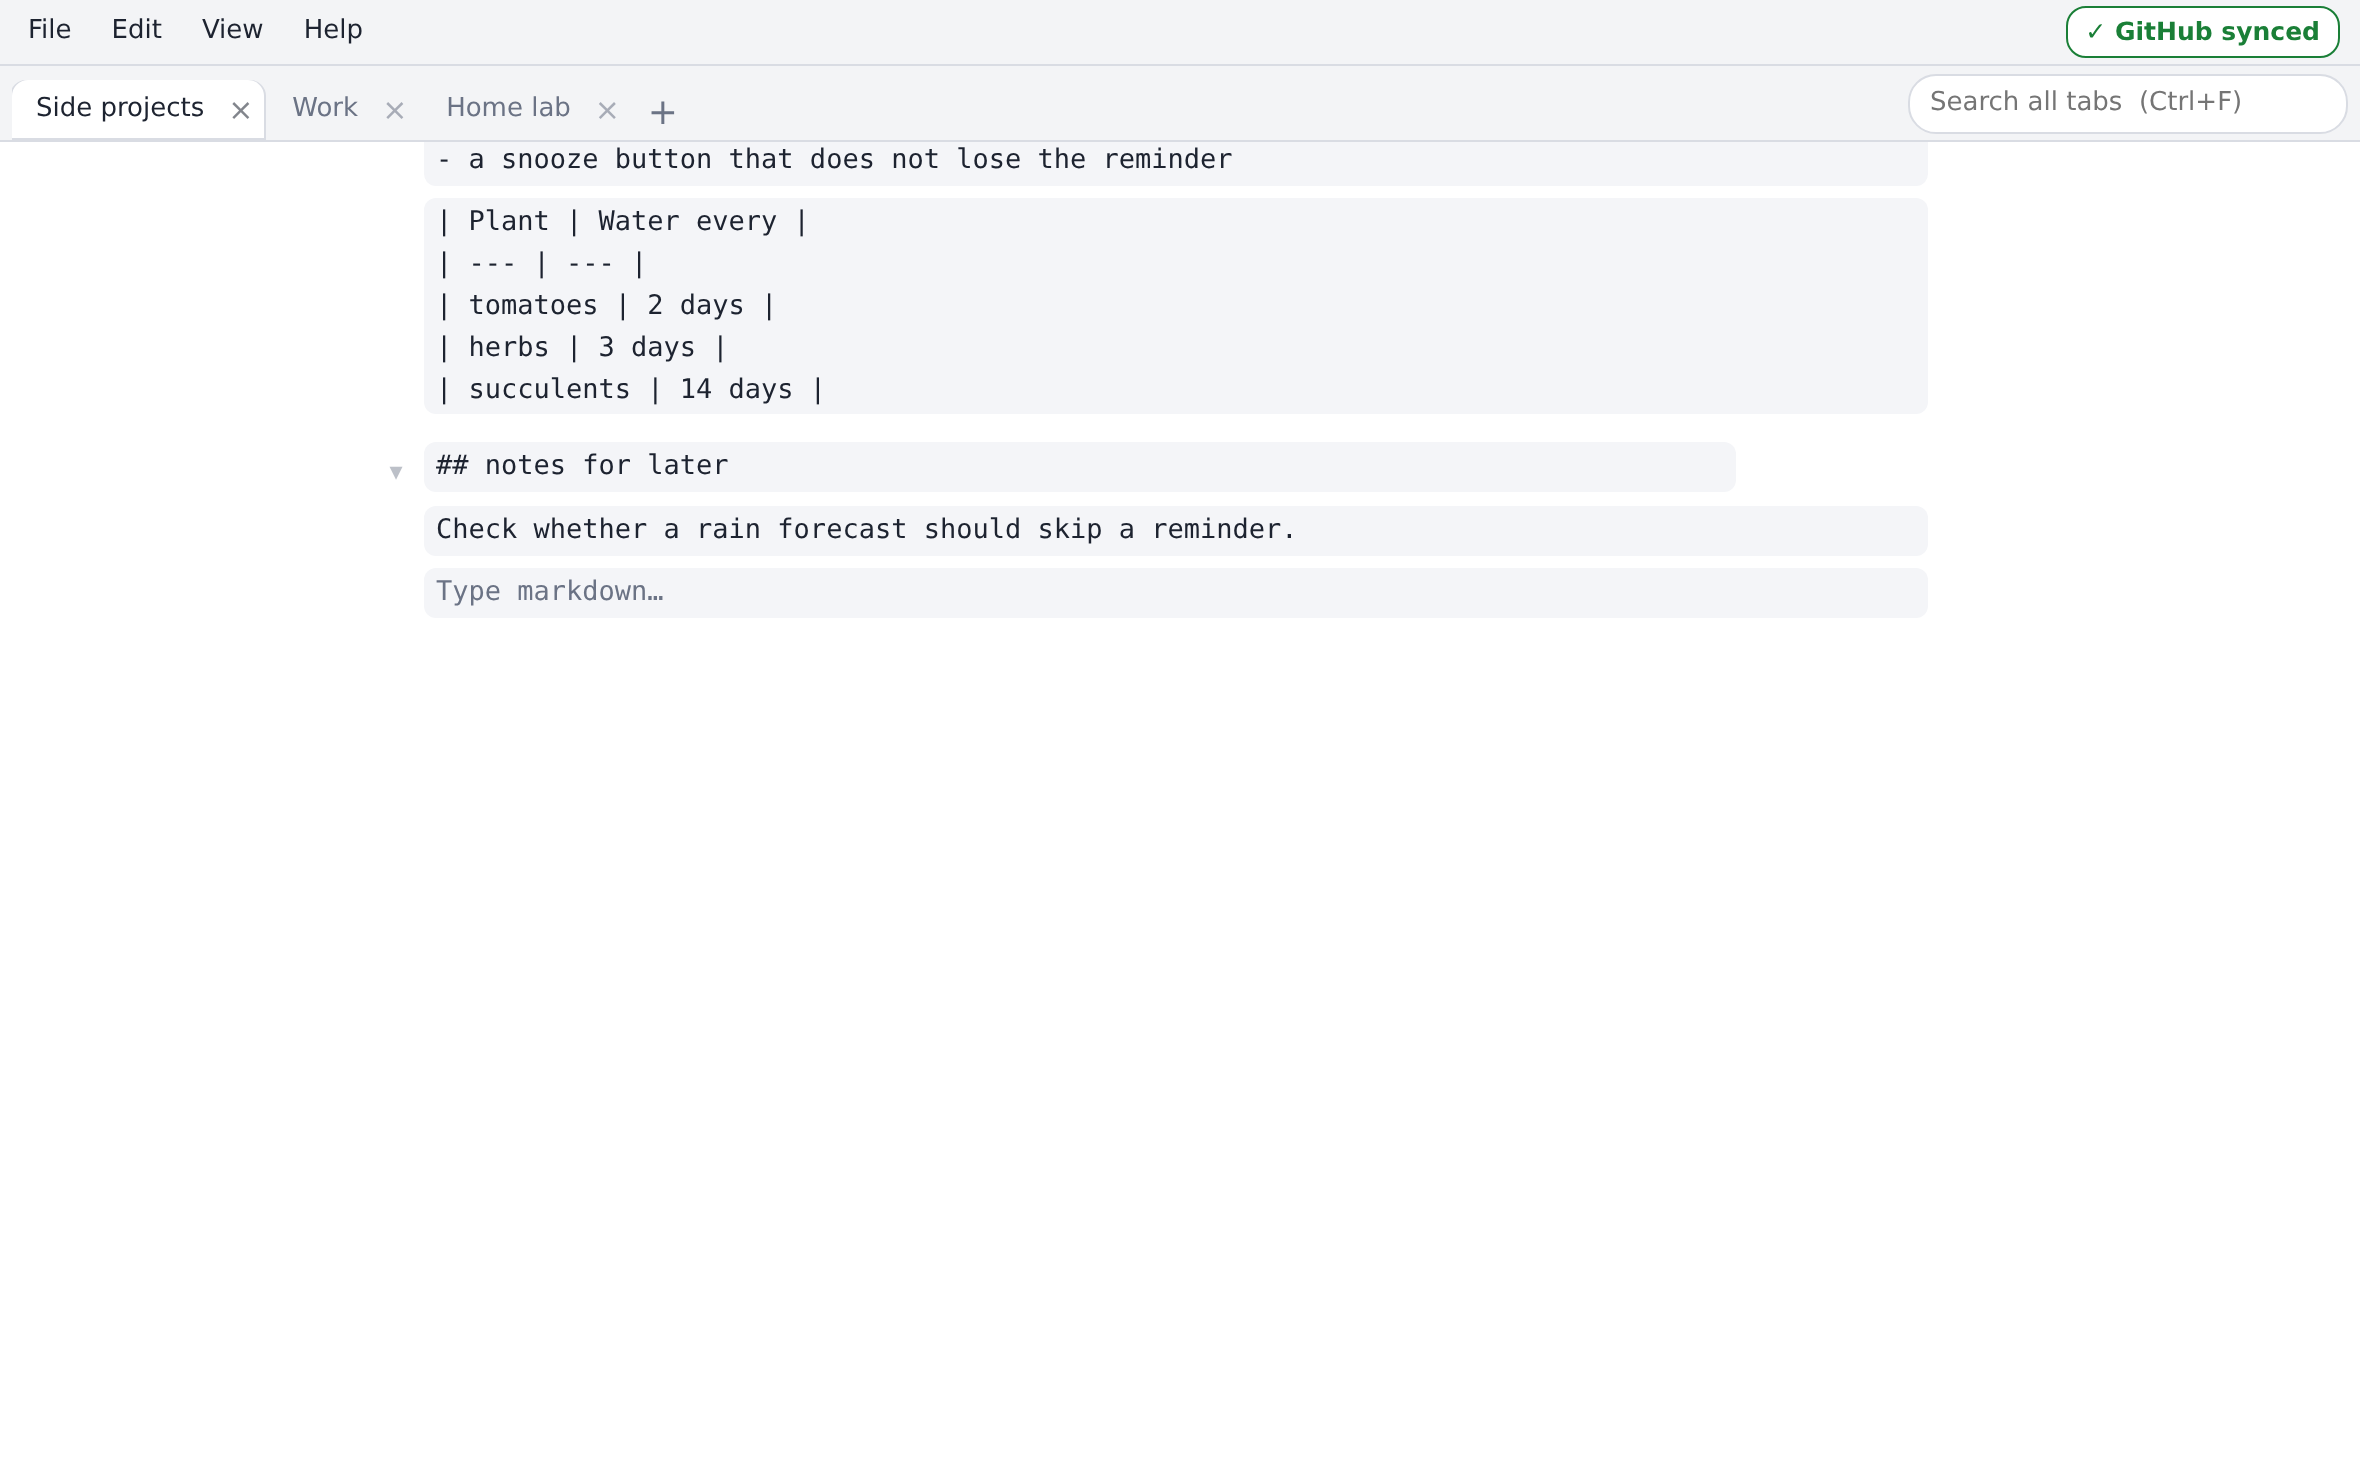 File Edit View Help
✓ GitHub synced
Side projects × Work × Home lab × +
Search all tabs (Ctrl+F)
- a snooze button that does not lose the reminder
| Plant | Water every |
| --- | --- |
| tomatoes | 2 days |
| herbs | 3 days |
| succulents | 14 days |
▼ ## notes for later
Check whether a rain forecast should skip a reminder.
Type markdown…